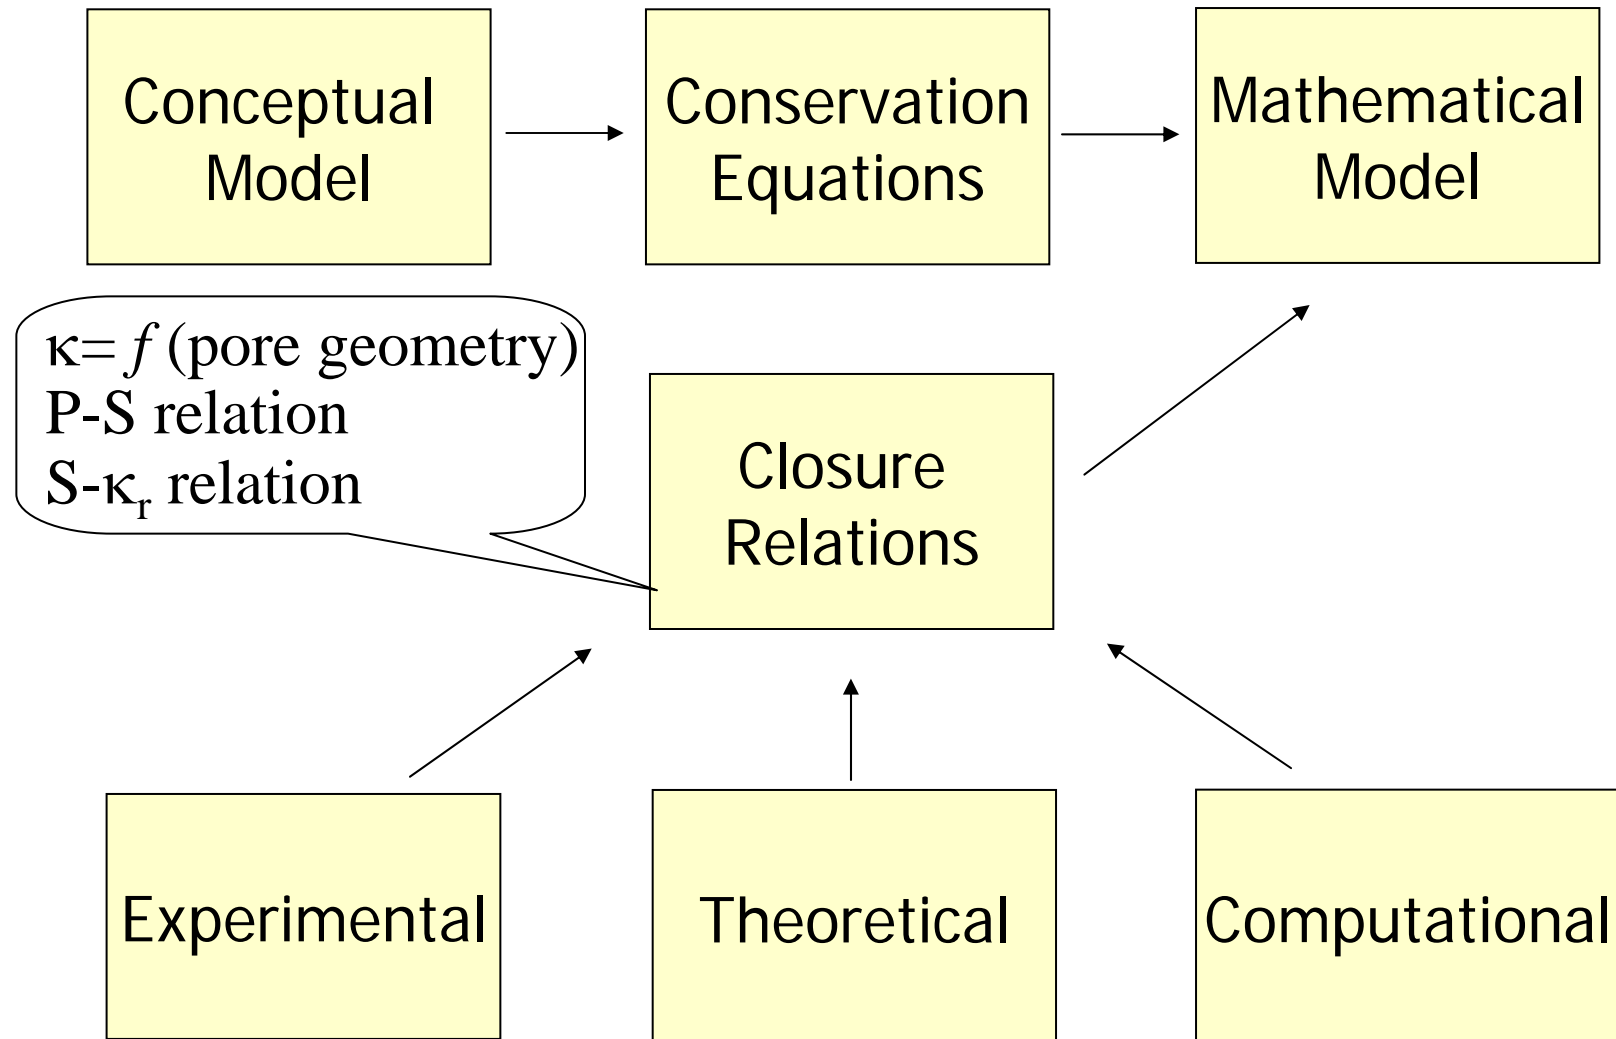 Conceptual
Model
Conservation
Equations
Mathematical
Model
κ= f (pore geometry)
P-S relation
S-κr relation
Closure
Relations
Experimental
Theoretical
Computational